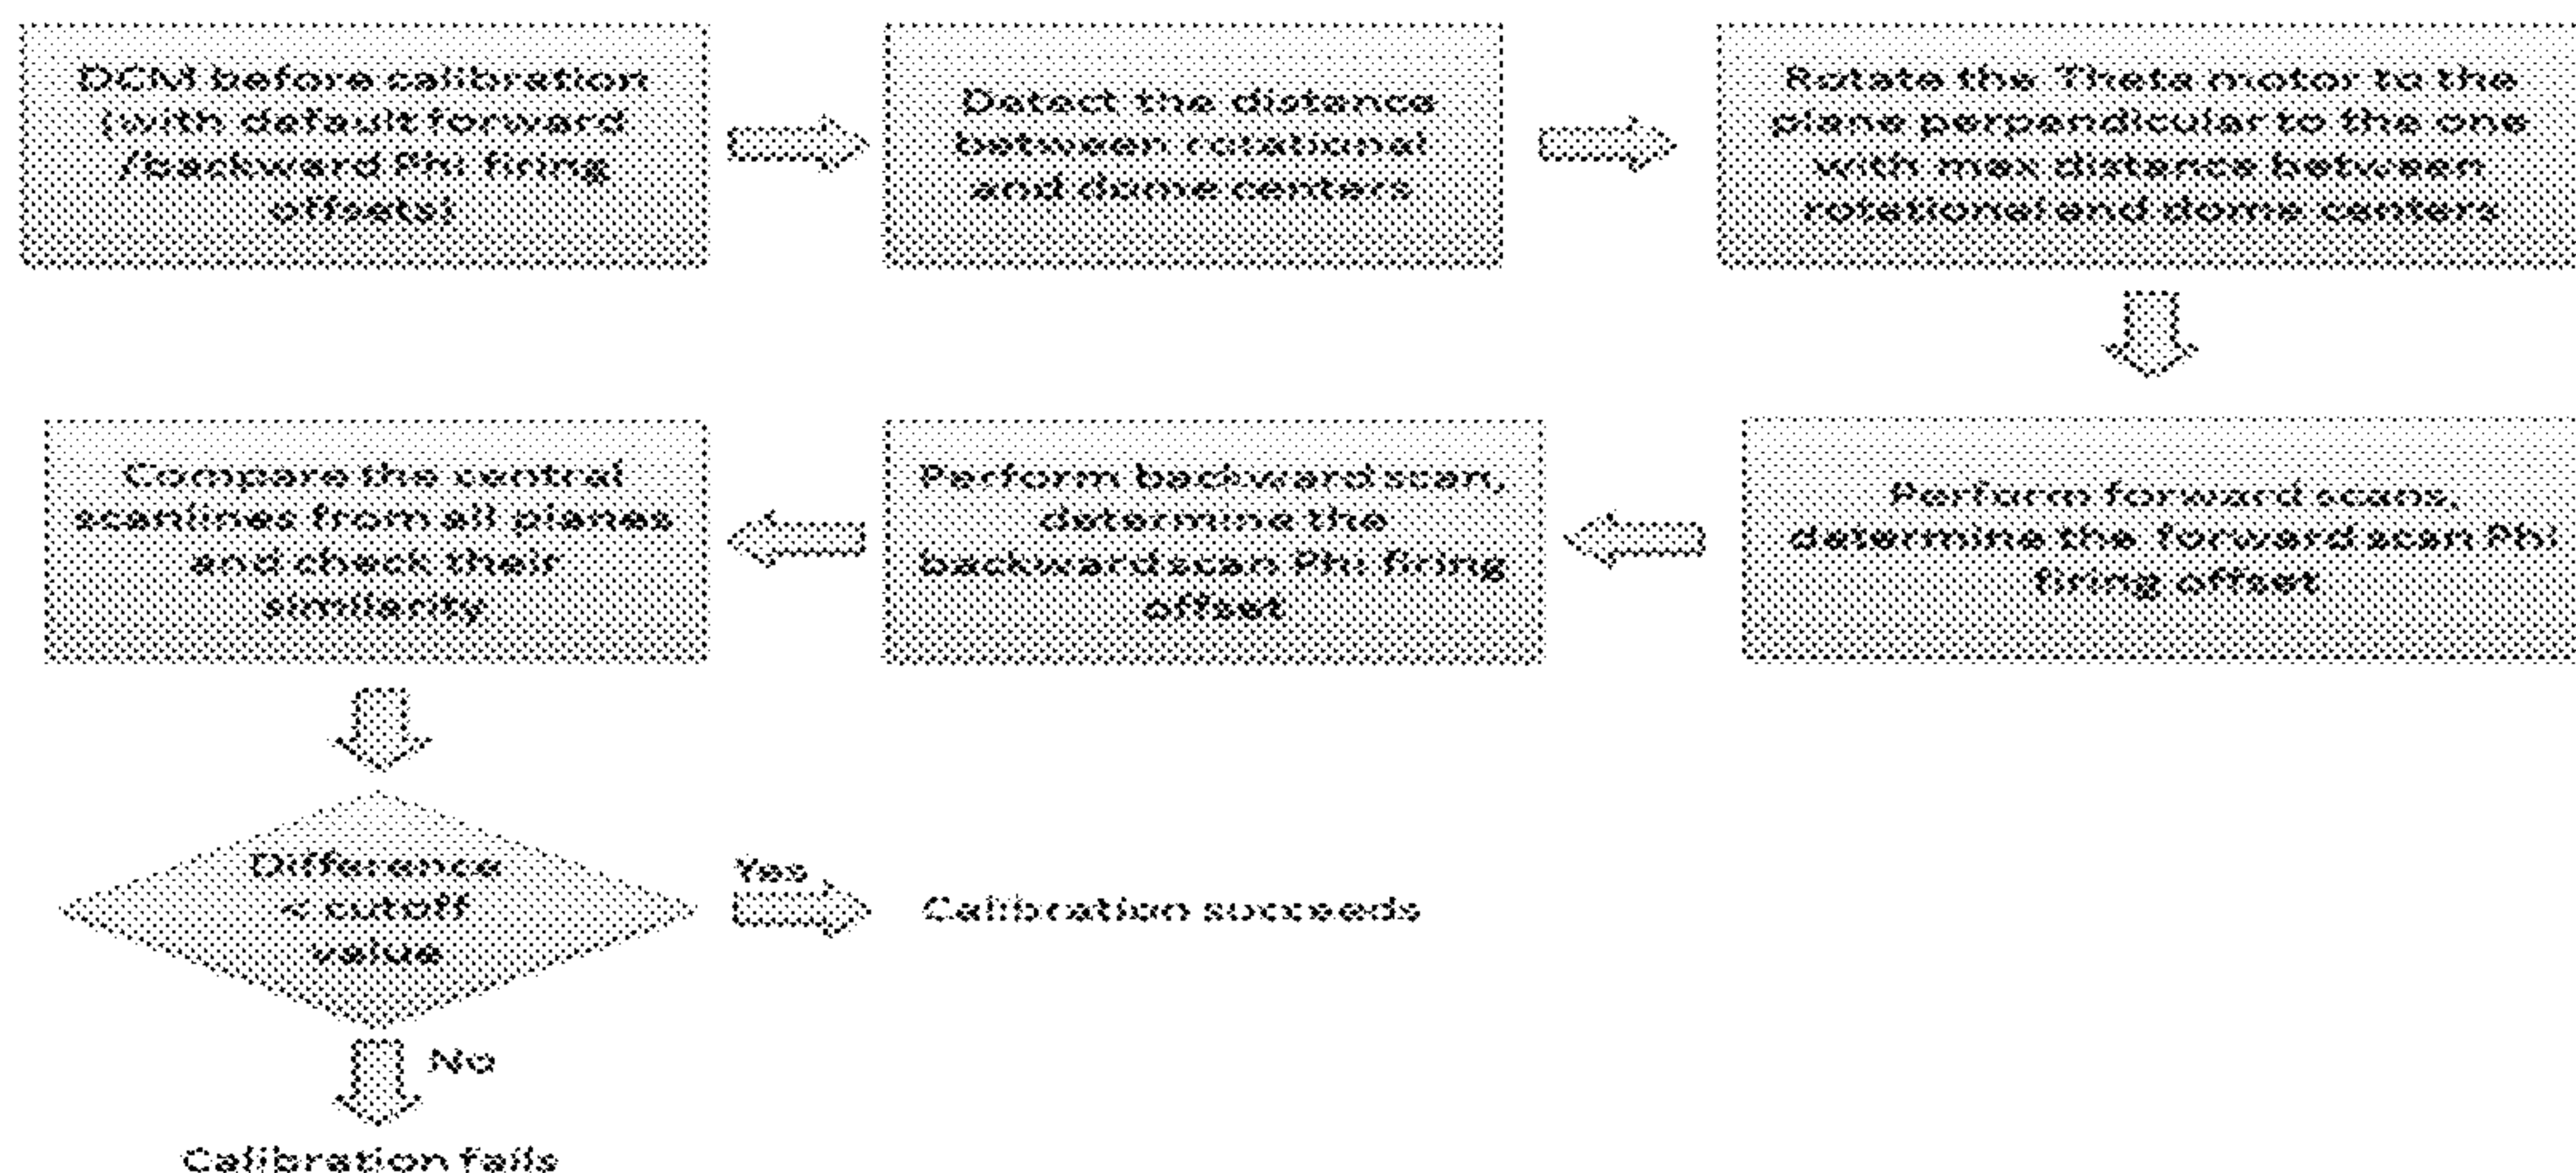 DCM before calibration
(with default forward
/backward Phi firing
offsets)
Detect the distance
between rotational
and dome centers
Rotate the Theta motor to the
plane perpendicular to the one
with max distance between
rotational and dome centers
Perform forward scans,
determine the forward scan Phi
firing offset
Perform backward scan,
determine the
backward scan Phi firing
offset
Compare the central
scanlines from all planes
and check their
similarity
Difference
< cutoff
value
Yes
Calibration succeeds
No
Calibration fails